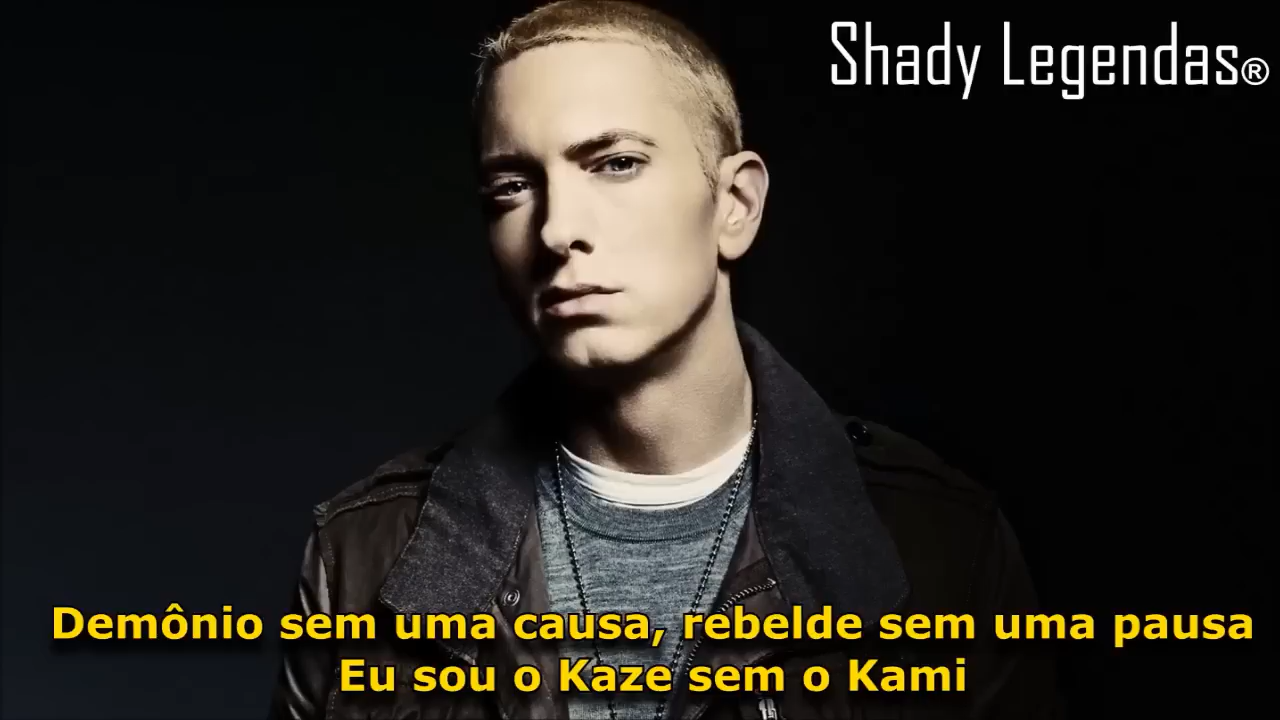 Shady Legendas®
Demônio sem uma causa, rebelde sem uma pausa
Eu sou o Kaze sem o Kami